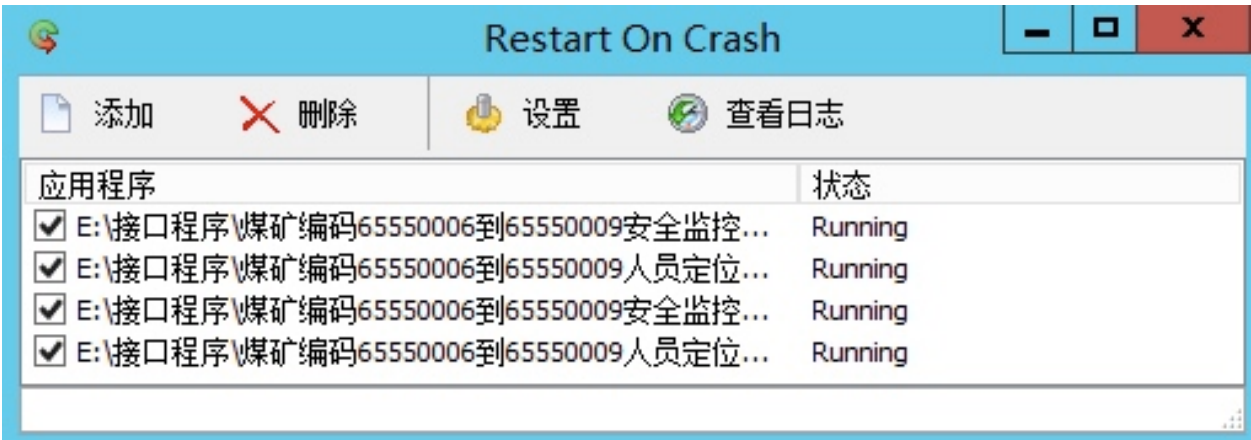 Restart On Crash
添加 删除 设置 查看日志
应用程序 状态
E:\接口程序\煤矿编码65550006到65550009安全监控... Running
E:\接口程序\煤矿编码65550006到65550009人员定位... Running
E:\接口程序\煤矿编码65550006到65550009安全监控... Running
E:\接口程序\煤矿编码65550006到65550009人员定位... Running